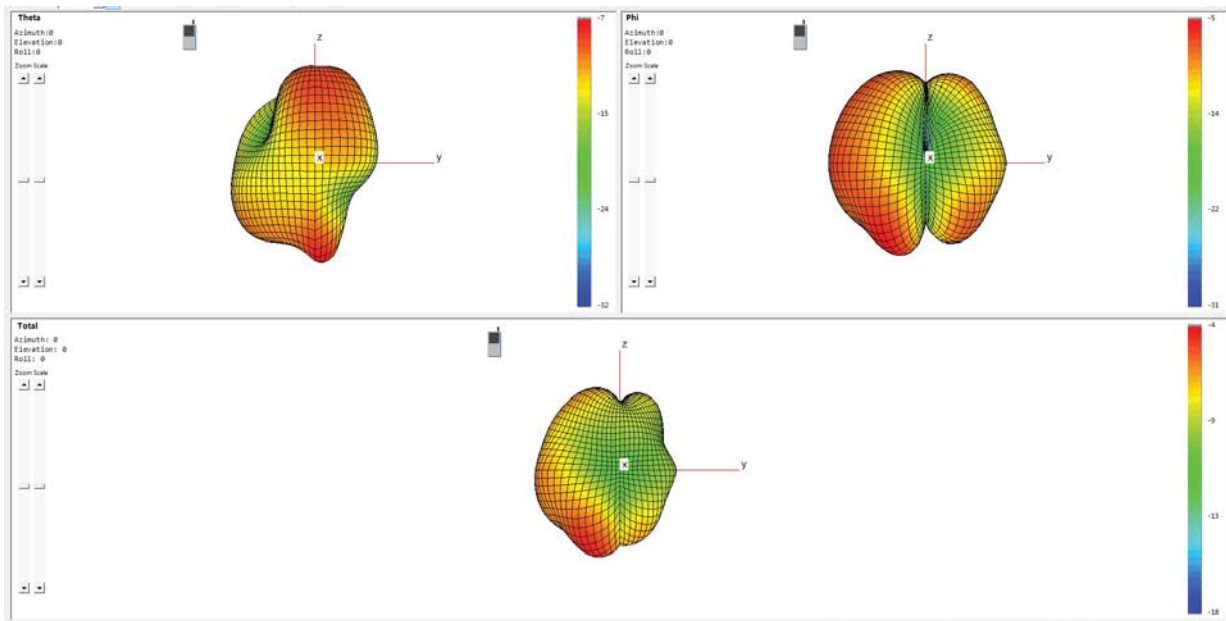 Theta
Azimuth:0
Elevation:0
Roll:0
Zoom Scale
z
x
y
-7
-15
-24
-32
Phi
Azimuth:0
Elevation:0
Roll:0
Zoom Scale
z
x
y
-5
-14
-22
-31
Total
Azimuth: 0
Elevation: 0
Roll: 0
Zoom Scale
z
x
y
-4
-9
-13
-18